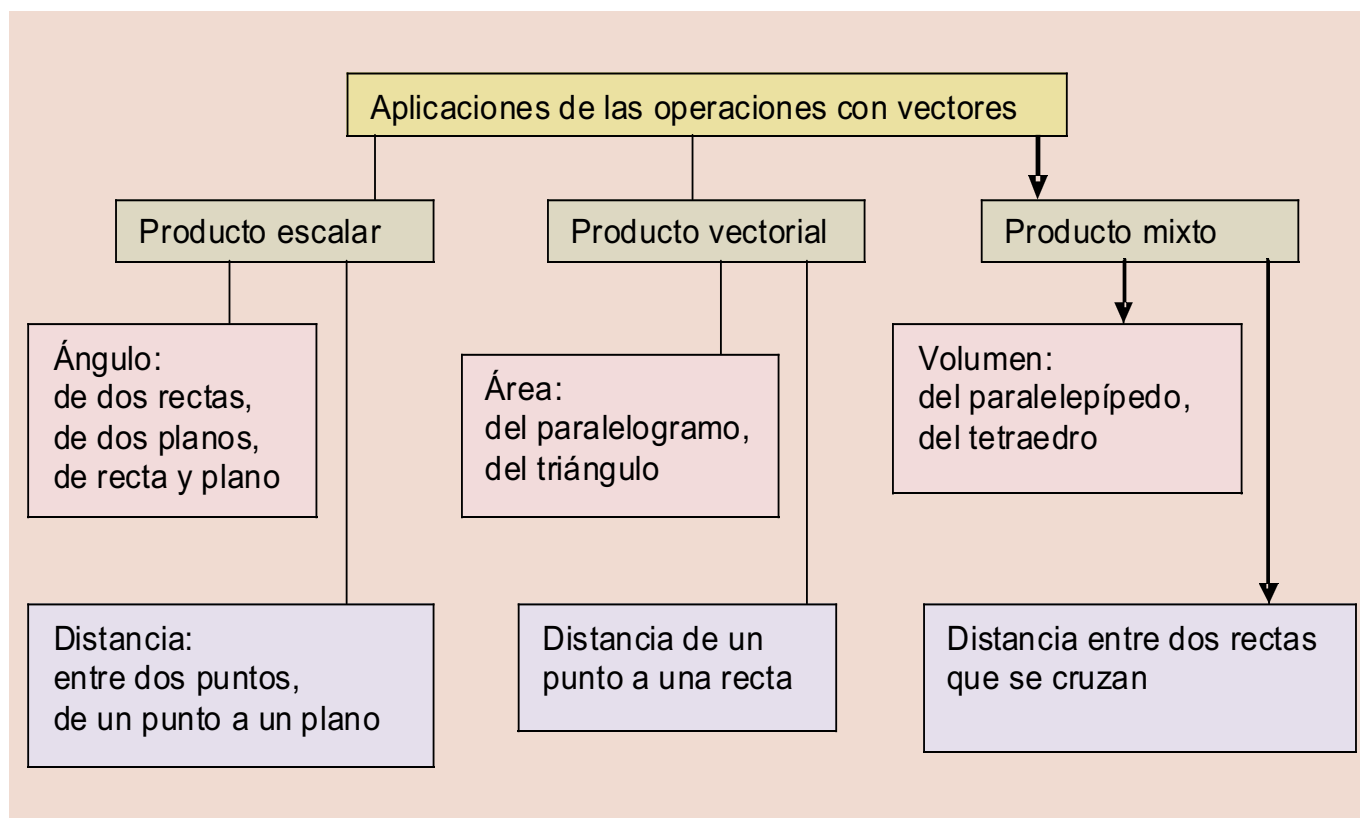 Aplicaciones de las operaciones con vectores
Producto escalar
Producto vectorial
Producto mixto
Ángulo:
de dos rectas,
de dos planos,
de recta y plano
Área:
del paralelogramo,
del triángulo
Volumen:
del paralelepípedo,
del tetraedro
Distancia:
entre dos puntos,
de un punto a un plano
Distancia de un
punto a una recta
Distancia entre dos rectas
que se cruzan